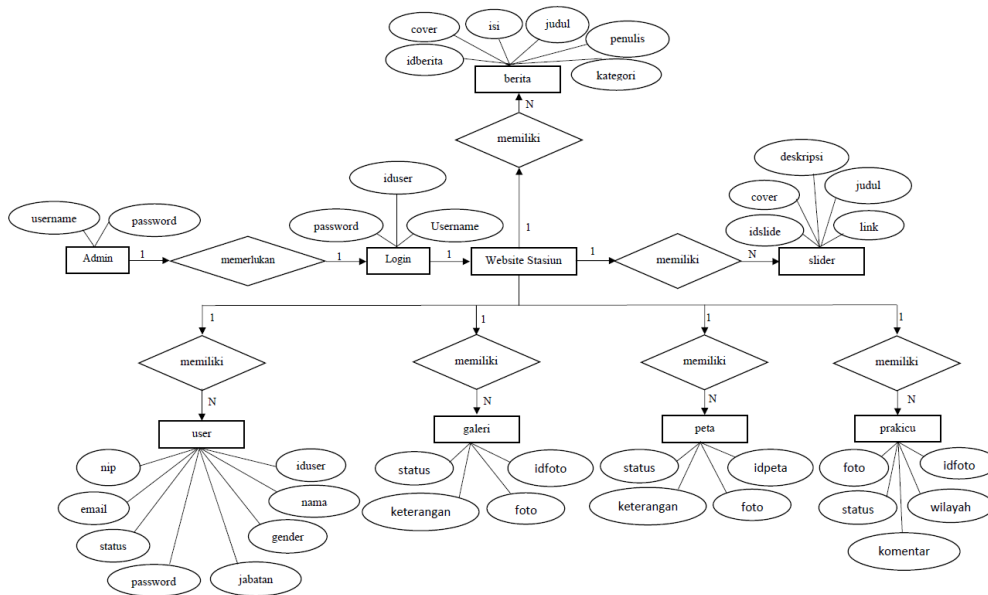 cover
isi
judul
penulis
idberita
kategori
berita
N
memiliki
1
deskripsi
cover
judul
idslide
link
iduser
username
password
password
Username
Admin
1
memerlukan
1
Login
1
Website Stasiun
1
memiliki
N
slider
1
1
1
1
memiliki
memiliki
memiliki
memiliki
N
N
N
N
user
galeri
peta
prakicu
nip
iduser
email
nama
status
gender
password
jabatan
status
idfoto
keterangan
foto
status
idpeta
keterangan
foto
foto
idfoto
status
wilayah
komentar